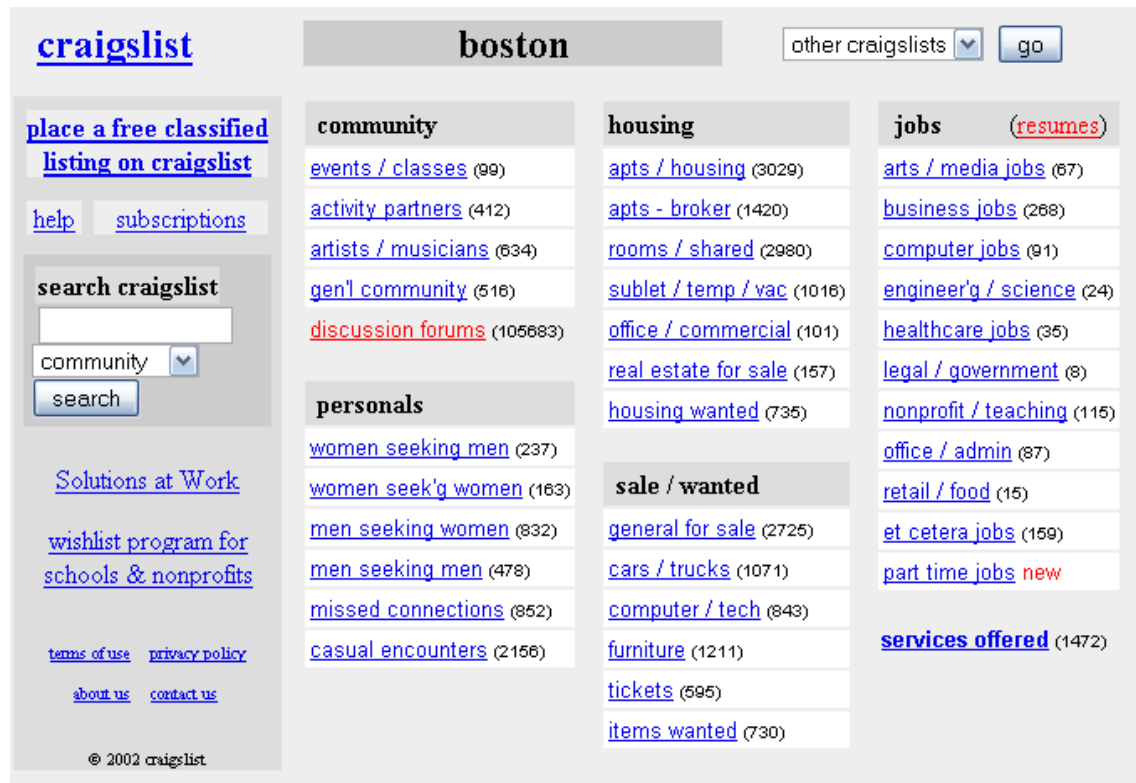 craigslist
boston
other craigslists
go
place a free classified
listing on craigslist
help
subscriptions
search craigslist
community
search
Solutions at Work
wishlist program for
schools & nonprofits
terms of use
privacy policy
about us
contact us
© 2002 craigslist
community
events / classes (99)
activity partners (412)
artists / musicians (634)
gen'l community (516)
discussion forums (105683)
personals
women seeking men (237)
women seek'g women (163)
men seeking women (832)
men seeking men (478)
missed connections (852)
casual encounters (2156)
housing
apts / housing (3029)
apts - broker (1420)
rooms / shared (2980)
sublet / temp / vac (1016)
office / commercial (101)
real estate for sale (157)
housing wanted (735)
sale / wanted
general for sale (2725)
cars / trucks (1071)
computer / tech (843)
furniture (1211)
tickets (595)
items wanted (730)
jobs (resumes)
arts / media jobs (67)
business jobs (268)
computer jobs (91)
engineer'g / science (24)
healthcare jobs (35)
legal / government (8)
nonprofit / teaching (115)
office / admin (87)
retail / food (15)
et cetera jobs (159)
part time jobs new
services offered (1472)